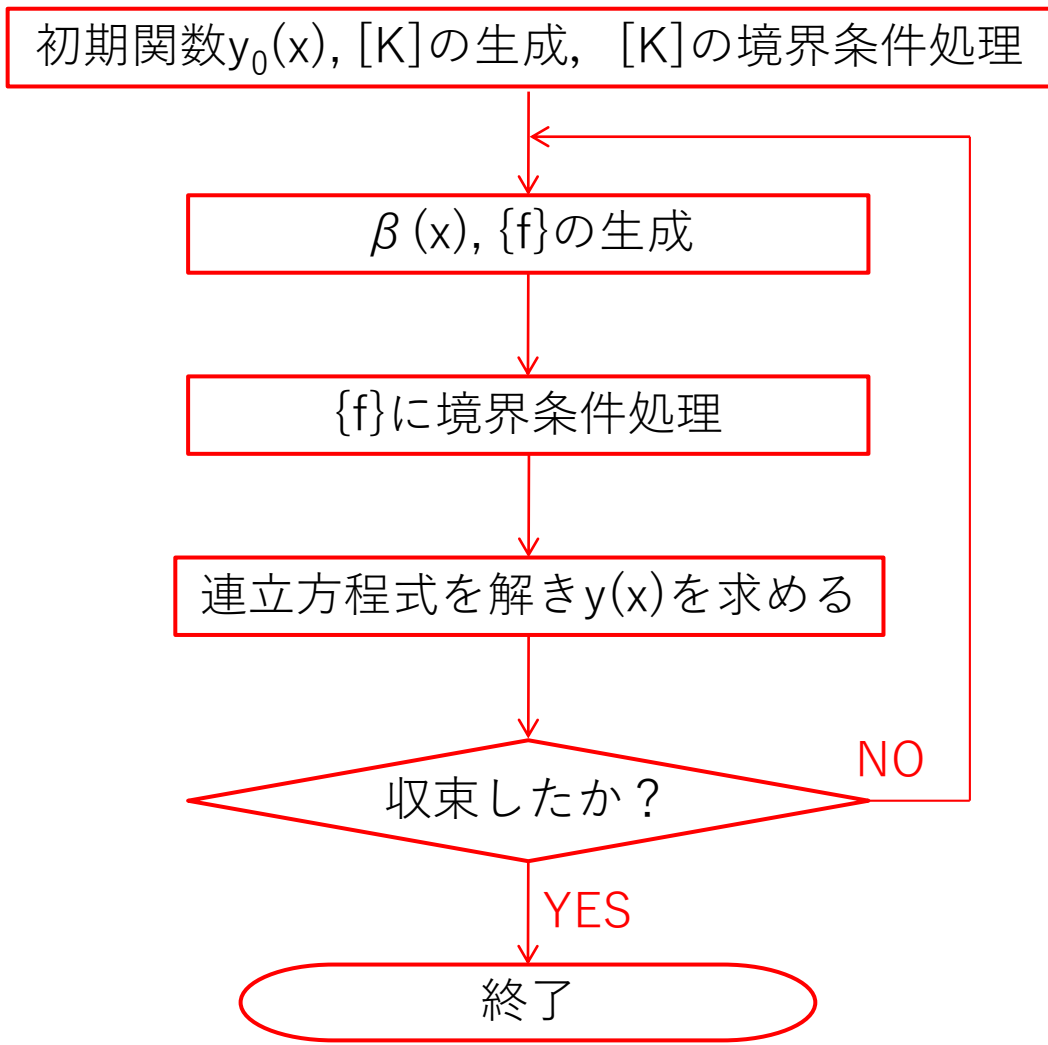 初期関数y₀(x), [K]の生成, [K]の境界条件処理
β(x), {f}の生成
{f}に境界条件処理
連立方程式を解きy(x)を求める
収束したか？
NO
YES
終了